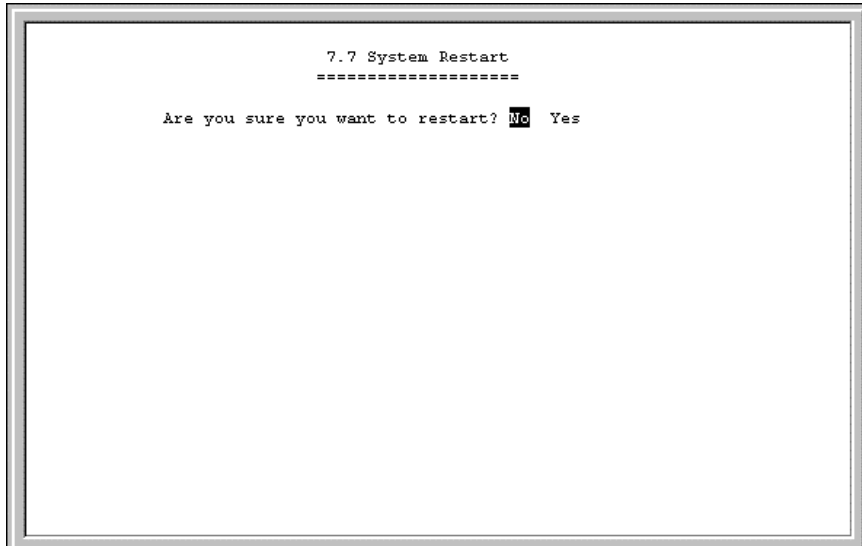 7.7 System Restart
====================
Are you sure you want to restart? No Yes